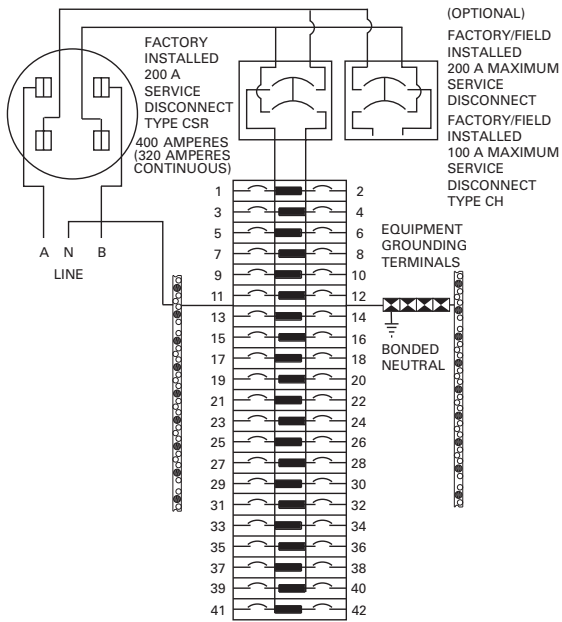 (OPTIONAL)
FACTORY/FIELD
INSTALLED
200 A MAXIMUM
SERVICE
DISCONNECT
FACTORY/FIELD
INSTALLED
100 A MAXIMUM
SERVICE
DISCONNECT
TYPE CH
FACTORY
INSTALLED
200 A
SERVICE
DISCONNECT
TYPE CSR
400 AMPERES
(320 AMPERES
CONTINUOUS)
A N B
LINE
1 2
3 4
5 6
7 8
9 10
11 12
13 14
15 16
17 18
19 20
21 22
23 24
25 26
27 28
29 30
31 32
33 34
35 36
37 38
39 40
41 42
EQUIPMENT
GROUNDING
TERMINALS
BONDED
NEUTRAL